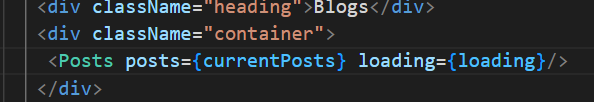 <div className="heading">Blogs</div>
<div className="container">
<Posts posts={currentPosts} loading={loading}/>
</div>